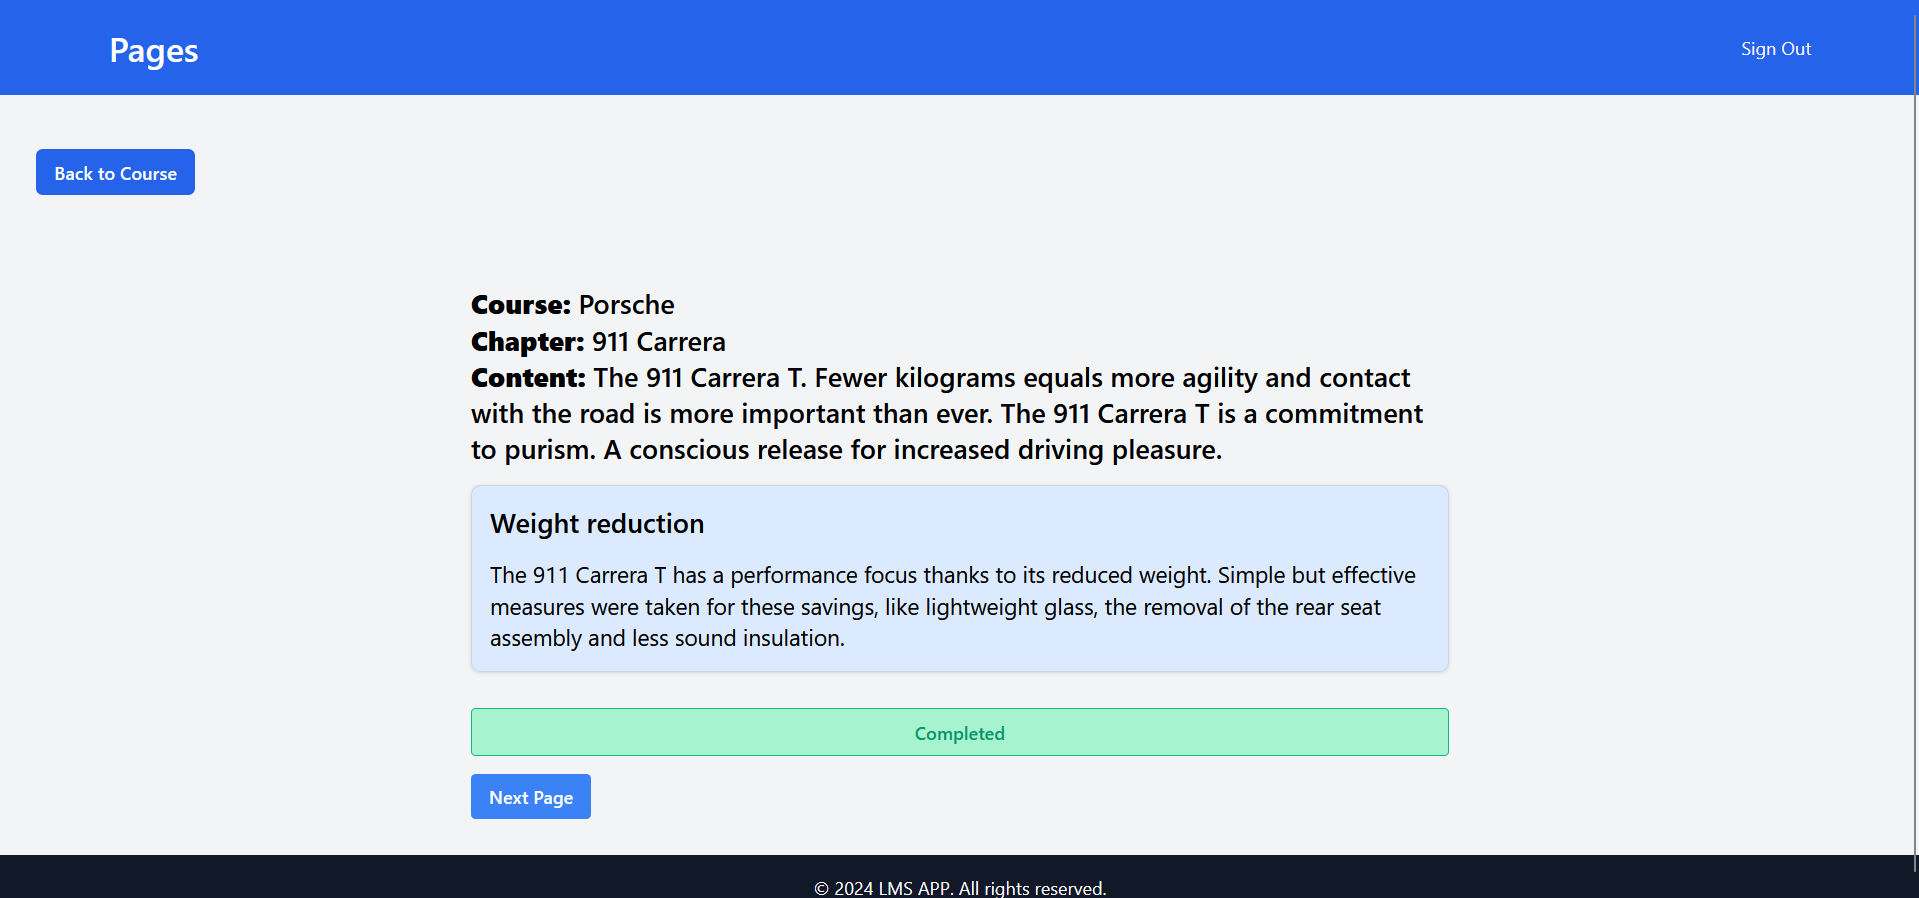 Pages
Sign Out
Back to Course
Course: Porsche
Chapter: 911 Carrera
Content: The 911 Carrera T. Fewer kilograms equals more agility and contact
with the road is more important than ever. The 911 Carrera T is a commitment
to purism. A conscious release for increased driving pleasure.
Weight reduction
The 911 Carrera T has a performance focus thanks to its reduced weight. Simple but effective
measures were taken for these savings, like lightweight glass, the removal of the rear seat
assembly and less sound insulation.
Completed
Next Page
© 2024 LMS APP. All rights reserved.